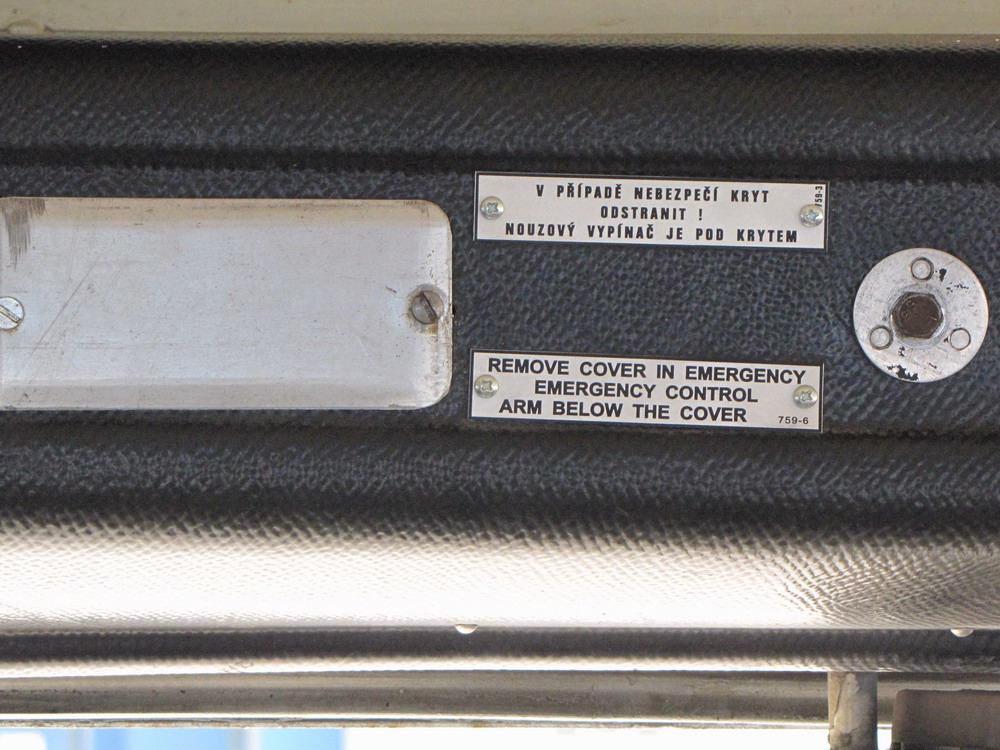 V PŘÍPADĚ NEBEZPEČÍ KRYT
ODSTRANIT !
NOUZOVÝ VYPÍNAČ JE POD KRYTEM
759-3
REMOVE COVER IN EMERGENCY
EMERGENCY CONTROL
ARM BELOW THE COVER
759-6